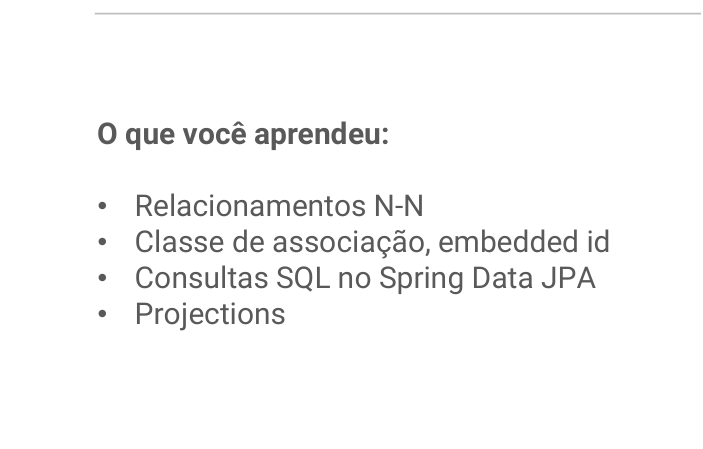 O que você aprendeu:
• Relacionamentos N-N
• Classe de associação, embedded id
• Consultas SQL no Spring Data JPA
• Projections